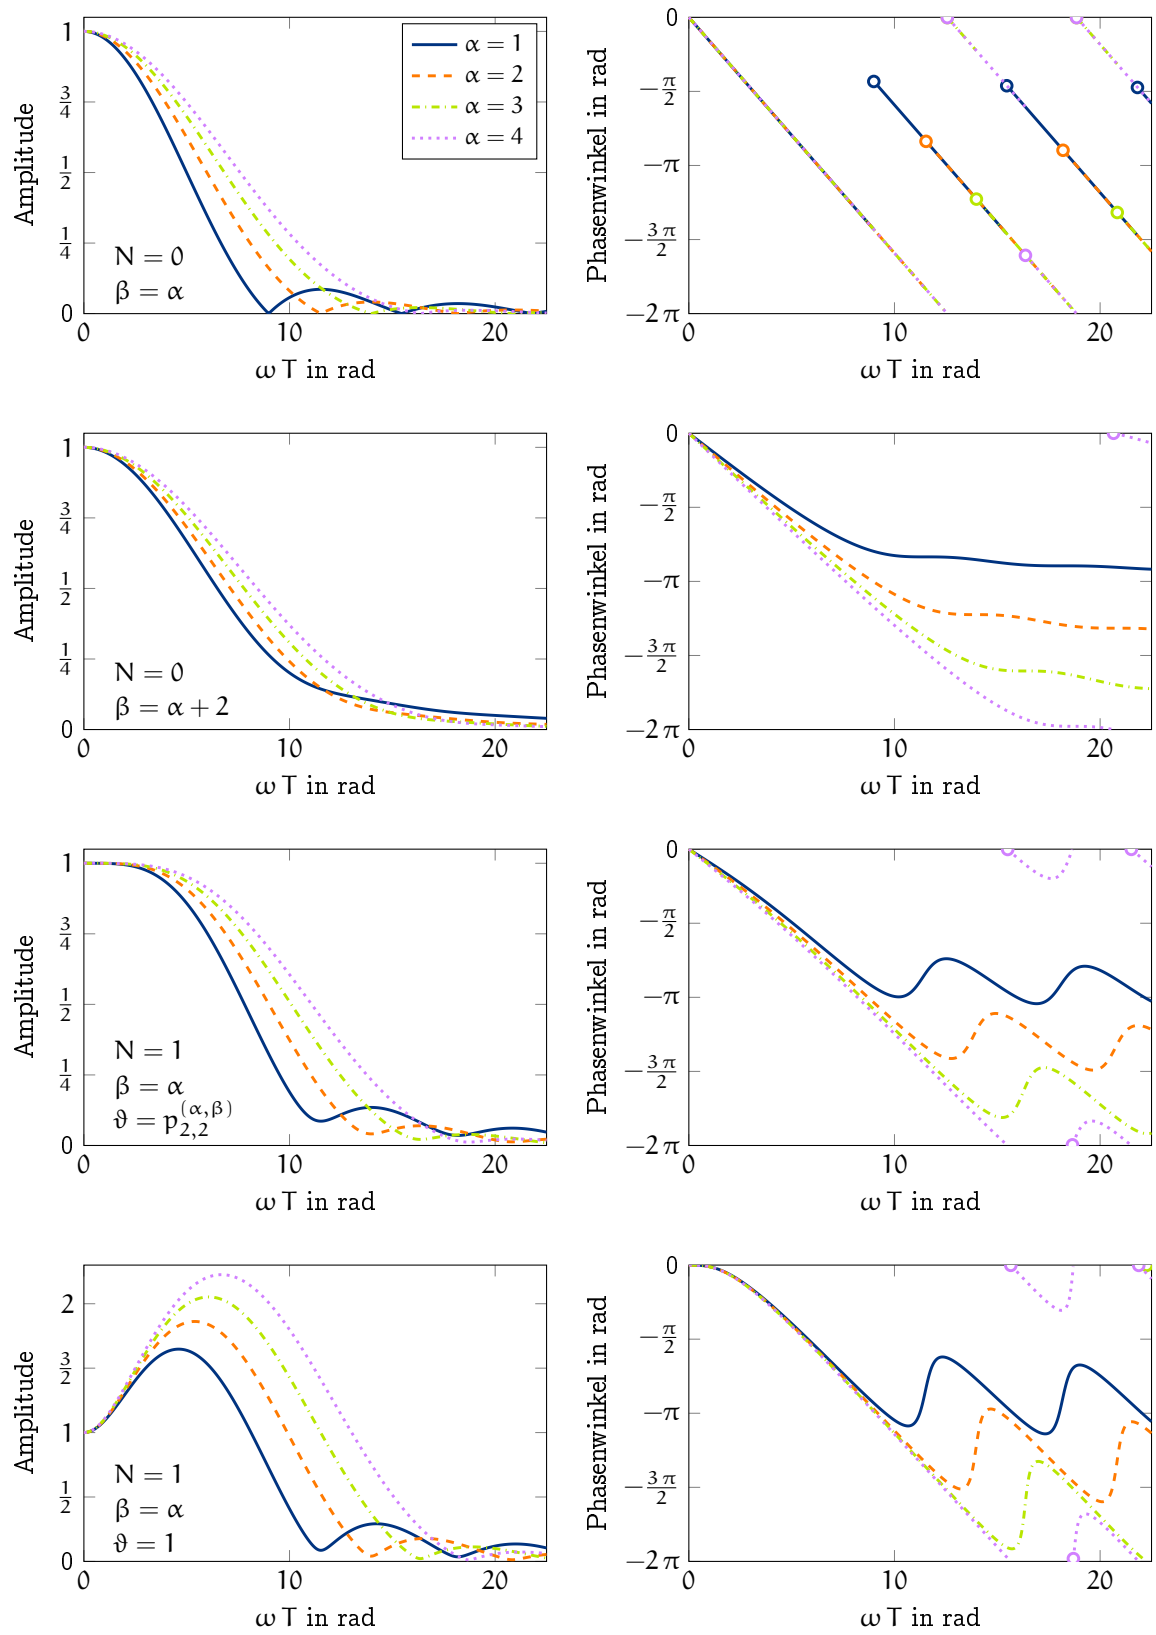 Amplitude
1
3/4
1/2
1/4
0
0 10 20
ω T in rad
N = 0
β = α
α = 1
α = 2
α = 3
α = 4
Phasenwinkel in rad
0
−π/2
−π
−3π/2
−2π
0 10 20
ω T in rad
Amplitude
1
3/4
1/2
1/4
0
0 10 20
ω T in rad
N = 0
β = α + 2
Phasenwinkel in rad
0
−π/2
−π
−3π/2
−2π
0 10 20
ω T in rad
Amplitude
1
3/4
1/2
1/4
0
0 10 20
ω T in rad
N = 1
β = α
ϑ = p_{2,2}^{(α,β)}
Phasenwinkel in rad
0
−π/2
−π
−3π/2
−2π
0 10 20
ω T in rad
Amplitude
2
3/2
1
1/2
0
0 10 20
ω T in rad
N = 1
β = α
ϑ = 1
Phasenwinkel in rad
0
−π/2
−π
−3π/2
−2π
0 10 20
ω T in rad